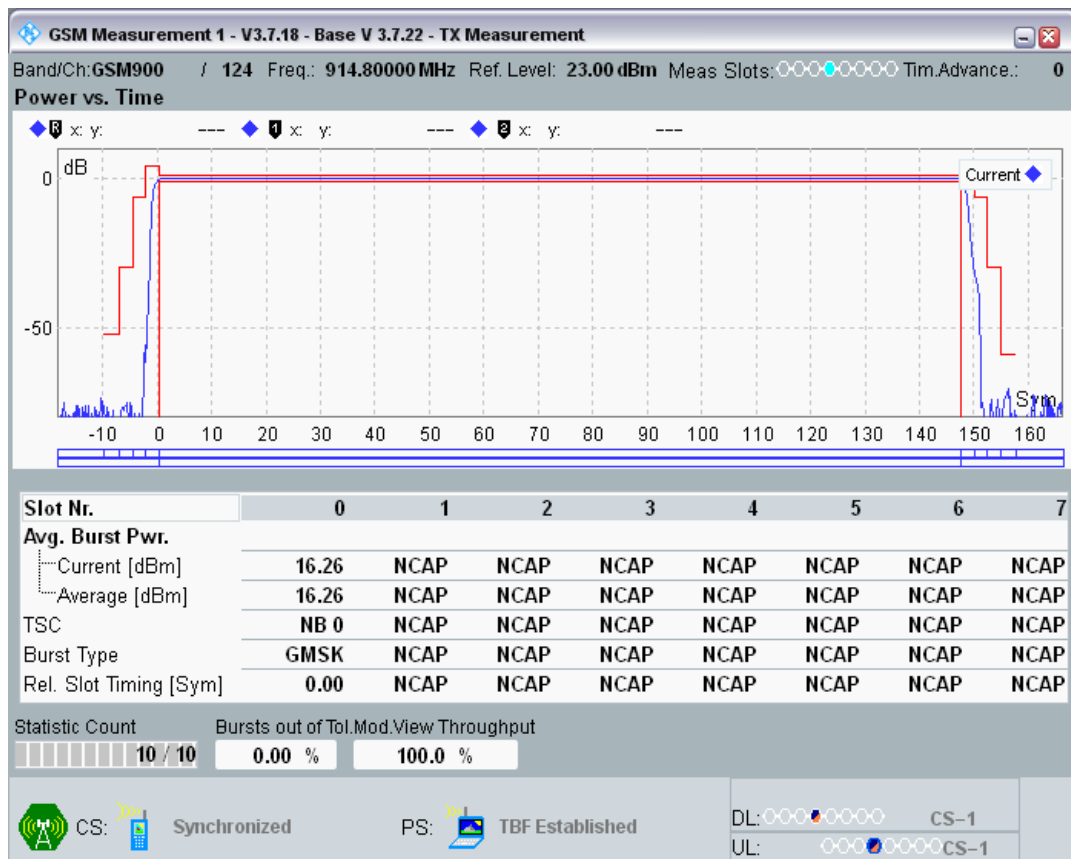 GSM Measurement 1 - V3.7.18 - Base V 3.7.22 - TX Measurement
Band/Ch:GSM900 / 124 Freq.: 914.80000 MHz Ref. Level: 23.00 dBm Meas Slots: Tim.Advance.: 0
Power vs. Time
R x: y: --- 1 x: y: --- 2 x: y: ---
dB
Current
0
-50
Sym
-10 0 10 20 30 40 50 60 70 80 90 100 110 120 130 140 150 160
Slot Nr. 0 1 2 3 4 5 6 7
Avg. Burst Pwr.
Current [dBm] 16.26 NCAP NCAP NCAP NCAP NCAP NCAP NCAP
Average [dBm] 16.26 NCAP NCAP NCAP NCAP NCAP NCAP NCAP
TSC NB 0 NCAP NCAP NCAP NCAP NCAP NCAP NCAP
Burst Type GMSK NCAP NCAP NCAP NCAP NCAP NCAP NCAP
Rel. Slot Timing [Sym] 0.00 NCAP NCAP NCAP NCAP NCAP NCAP NCAP
Statistic Count Bursts out of Tol.Mod.View Throughput
10 / 10 0.00 % 100.0 %
CS: Synchronized PS: TBF Established
DL: CS-1
UL: CS-1